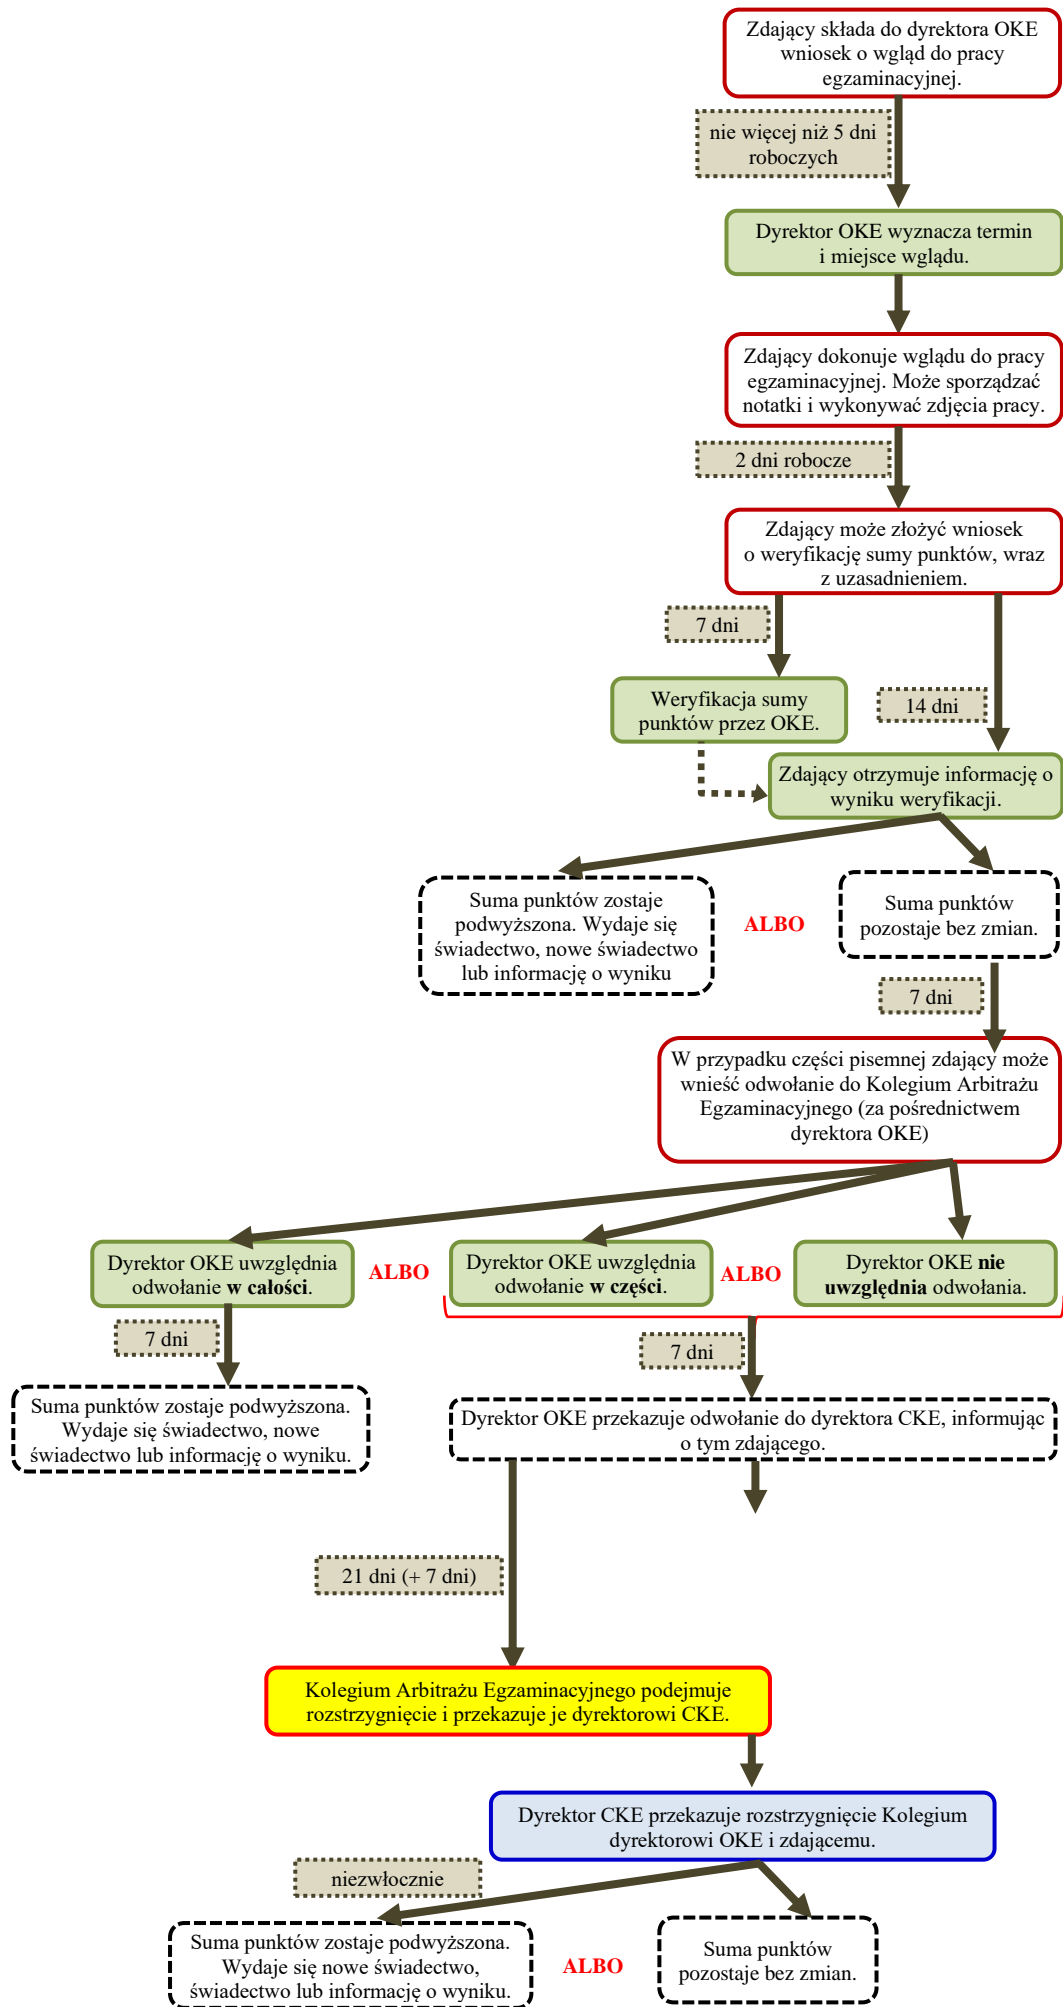 Zdający składa do dyrektora OKE
wniosek o wgląd do pracy
egzaminacyjnej.
nie więcej niż 5 dni
roboczych
Dyrektor OKE wyznacza termin
i miejsce wglądu.
Zdający dokonuje wglądu do pracy
egzaminacyjnej. Może sporządzać
notatki i wykonywać zdjęcia pracy.
2 dni robocze
Zdający może złożyć wniosek
o weryfikację sumy punktów, wraz
z uzasadnieniem.
7 dni
Weryfikacja sumy
punktów przez OKE.
14 dni
Zdający otrzymuje informację o
wyniku weryfikacji.
Suma punktów zostaje
podwyższona. Wydaje się
świadectwo, nowe świadectwo
lub informację o wyniku
ALBO
Suma punktów
pozostaje bez zmian.
7 dni
W przypadku części pisemnej zdający może
wnieść odwołanie do Kolegium Arbitrażu
Egzaminacyjnego (za pośrednictwem
dyrektora OKE)
Dyrektor OKE uwzględnia
odwołanie w całości.
ALBO
Dyrektor OKE uwzględnia
odwołanie w części.
ALBO
Dyrektor OKE nie
uwzględnia odwołania.
7 dni
7 dni
Suma punktów zostaje podwyższona.
Wydaje się świadectwo, nowe
świadectwo lub informację o wyniku.
Dyrektor OKE przekazuje odwołanie do dyrektora CKE, informując
o tym zdającego.
21 dni (+ 7 dni)
Kolegium Arbitrażu Egzaminacyjnego podejmuje
rozstrzygnięcie i przekazuje je dyrektorowi CKE.
Dyrektor CKE przekazuje rozstrzygnięcie Kolegium
dyrektorowi OKE i zdającemu.
niezwłocznie
Suma punktów zostaje podwyższona.
Wydaje się nowe świadectwo,
świadectwo lub informację o wyniku.
ALBO
Suma punktów
pozostaje bez zmian.